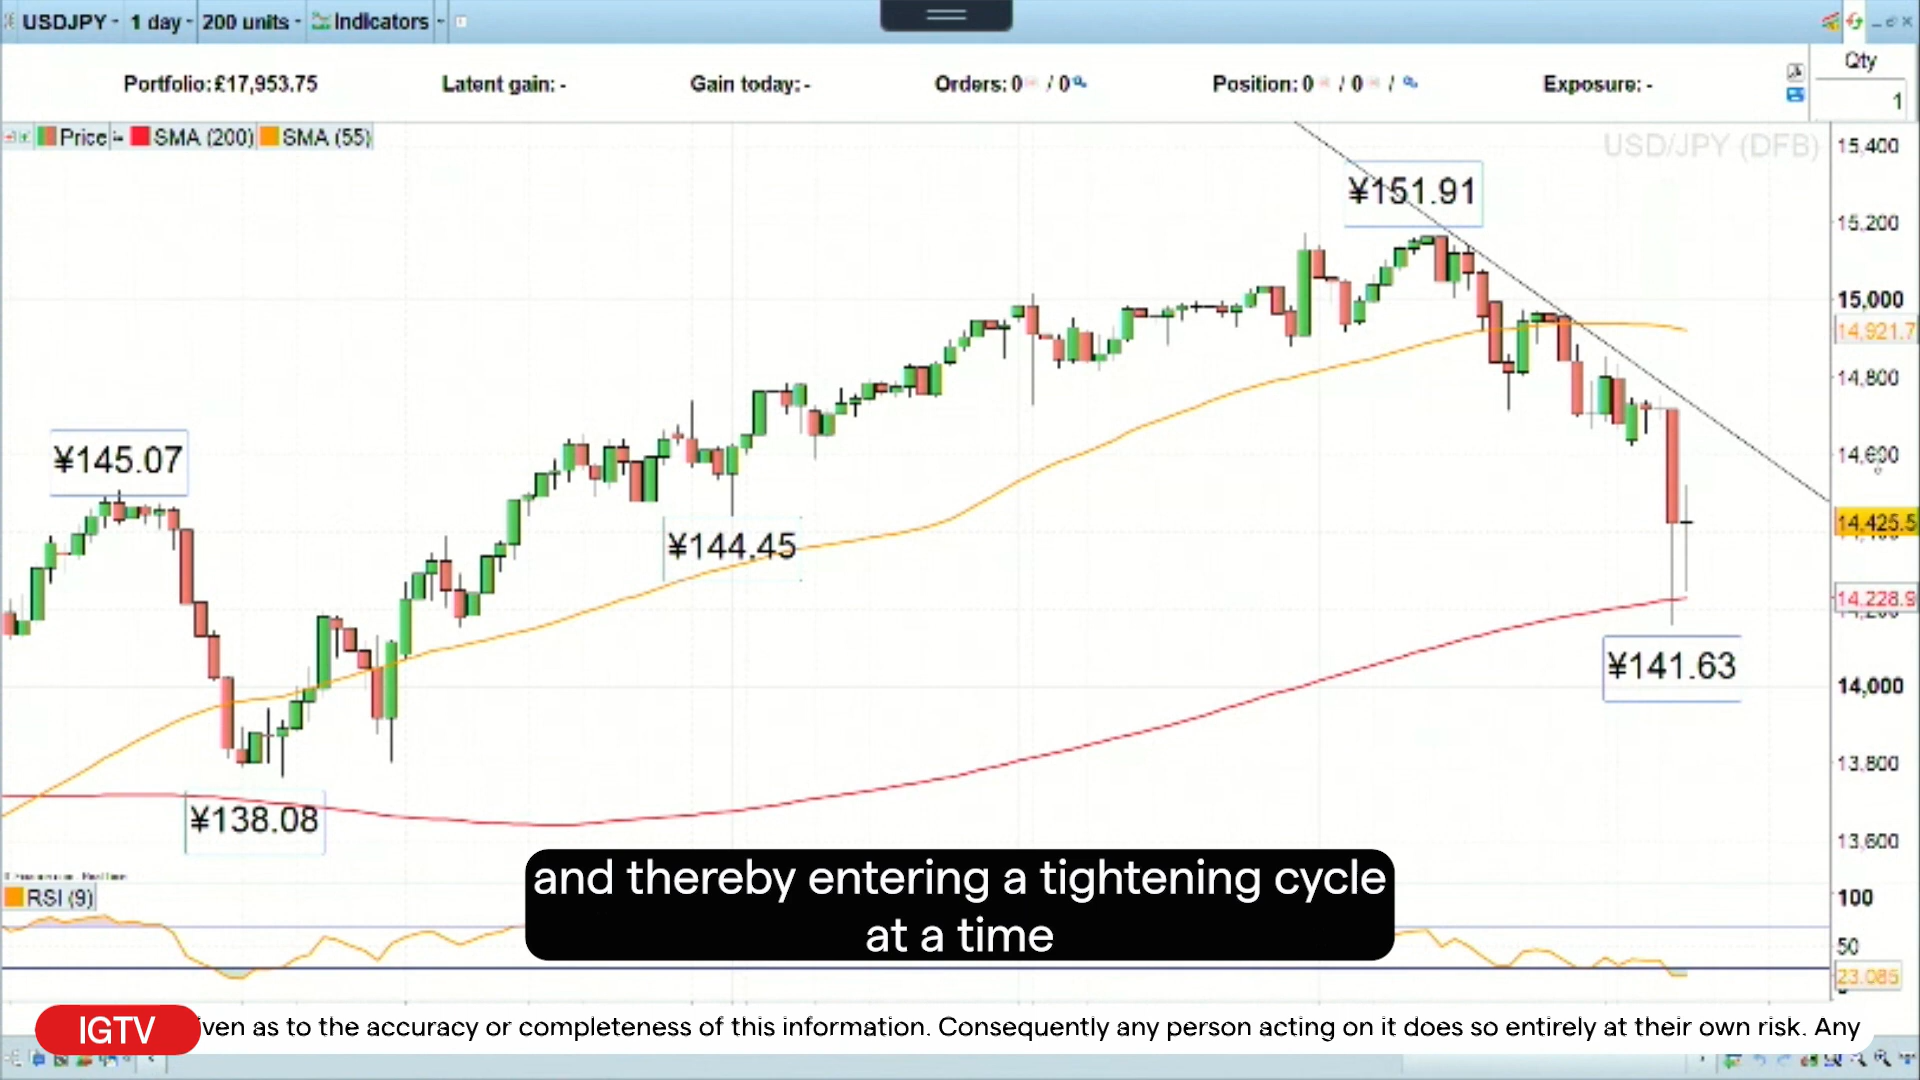 USDJPY 1 day 200 units Indicators
Portfolio:£17,953.75 Latent gain: - Gain today:- Orders: 0 / 0 Position: 0 / 0 / Exposure: - Qty
1
Price SMA (200) SMA (55)
USD/JPY (DFB)
15,400
¥151.91
15,200
15,000
14,921.7
14,800
¥145.07
14,600
14,425.5
¥144.45
14,228.9
¥141.63
14,000
13,800
¥138.08
13,600
and thereby entering a tightening cycle
at a time
RSI (9)
100
50
23.085
IGTV iven as to the accuracy or completeness of this information. Consequently any person acting on it does so entirely at their own risk. Any